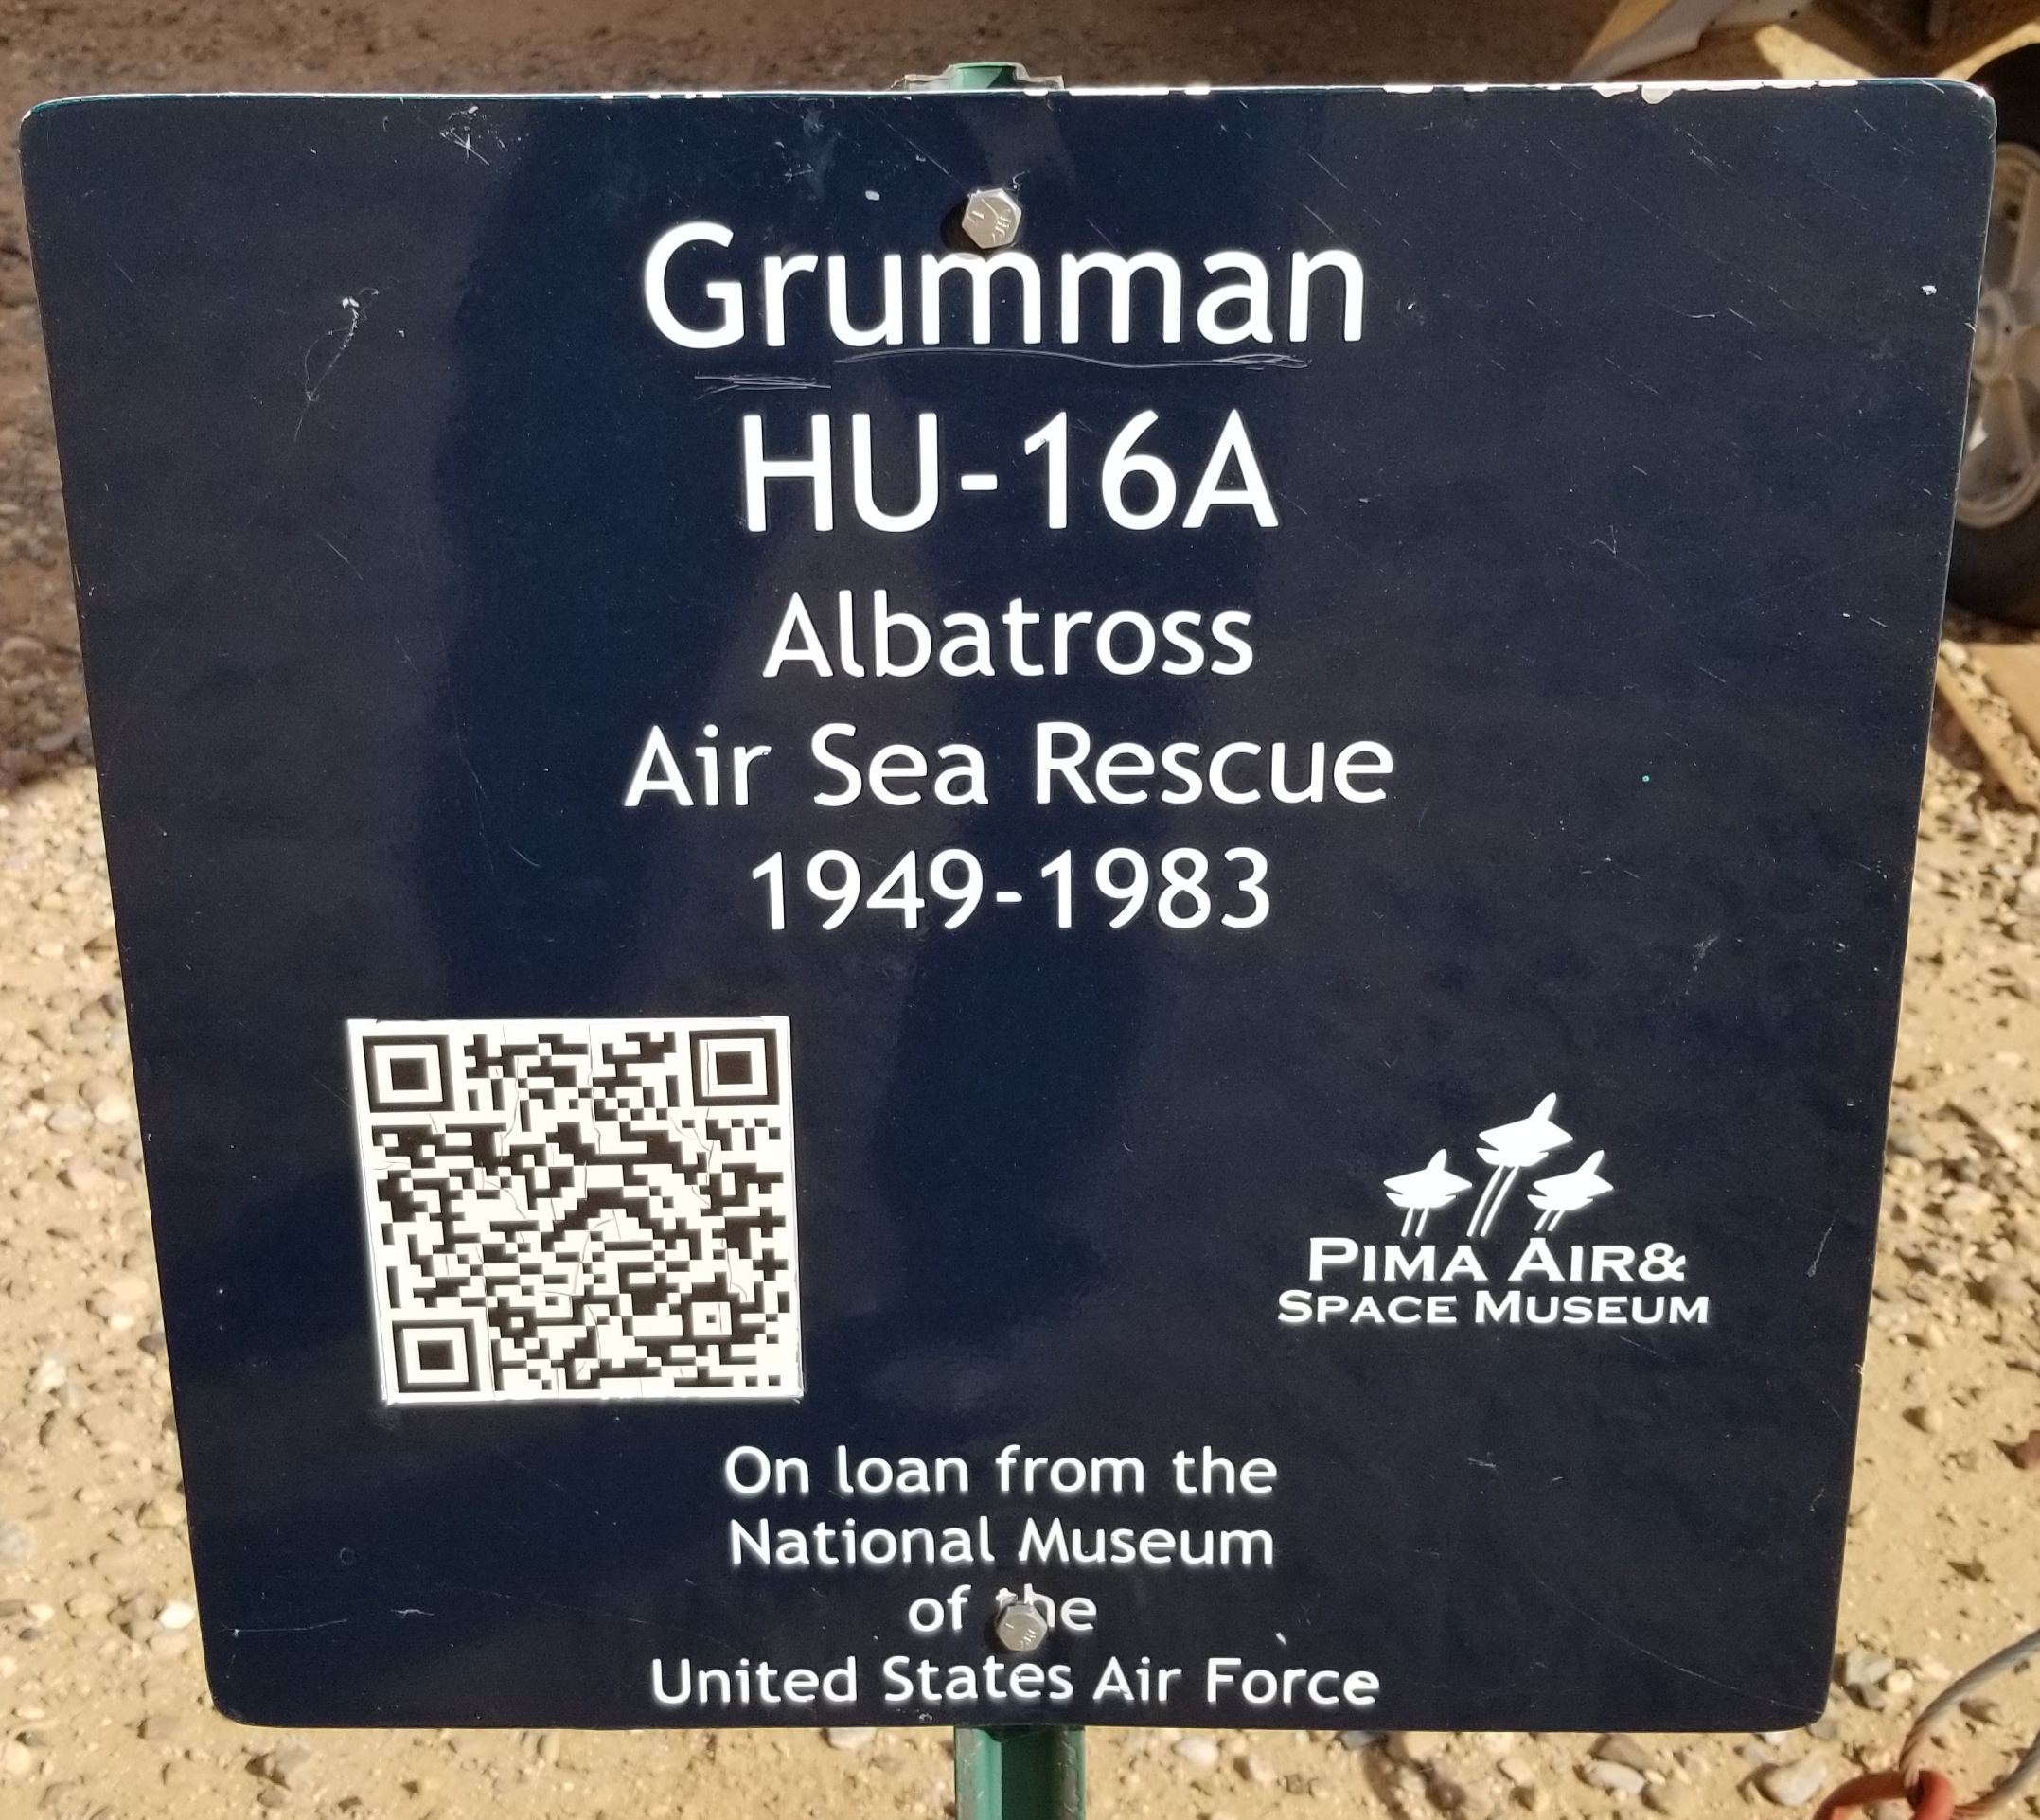 Grumman
HU-16A
Albatross
Air Sea Rescue
1949-1983
PIMA AIR&
SPACE MUSEUM
On loan from the
National Museum
of the
United States Air Force